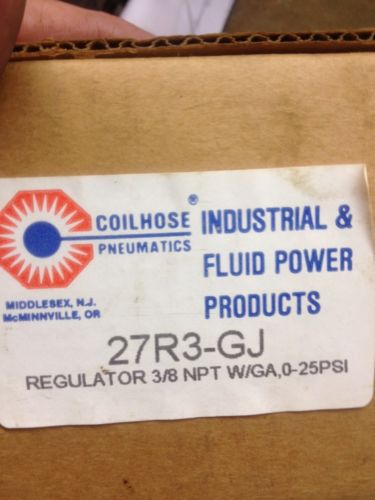 COILHOSE®
PNEUMATICS
INDUSTRIAL &
FLUID POWER
PRODUCTS
MIDDLESEX, N.J.
McMINNVILLE, OR
27R3-GJ
REGULATOR 3/8 NPT W/GA,0-25PSI